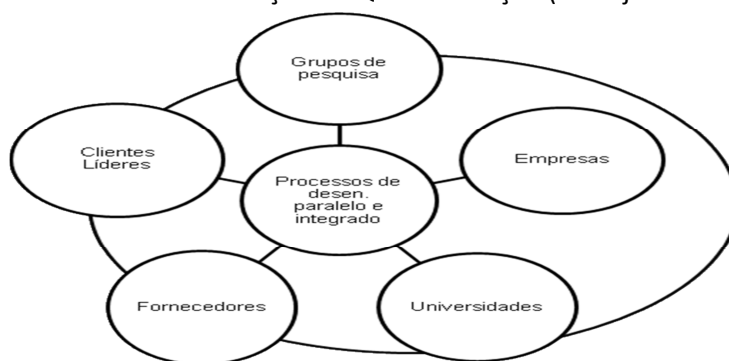 Grupos de
pesquisa
Clientes
Líderes
Empresas
Processos de
desen.
paralelo e
integrado
Fornecedores
Universidades